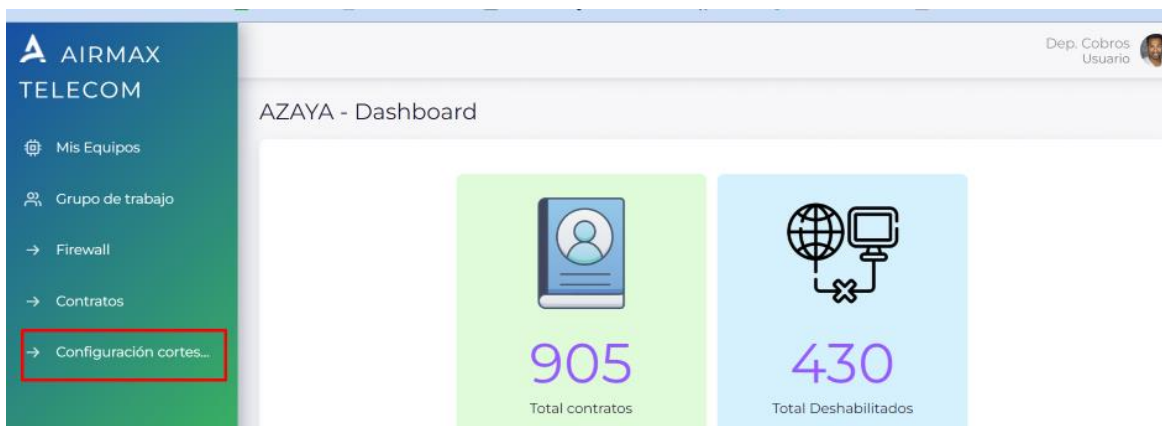 AIRMAX
TELECOM
Mis Equipos
Grupo de trabajo
Firewall
Contratos
Configuración cortes...
Dep. Cobros
Usuario
AZAYA - Dashboard
905
Total contratos
430
Total Deshabilitados